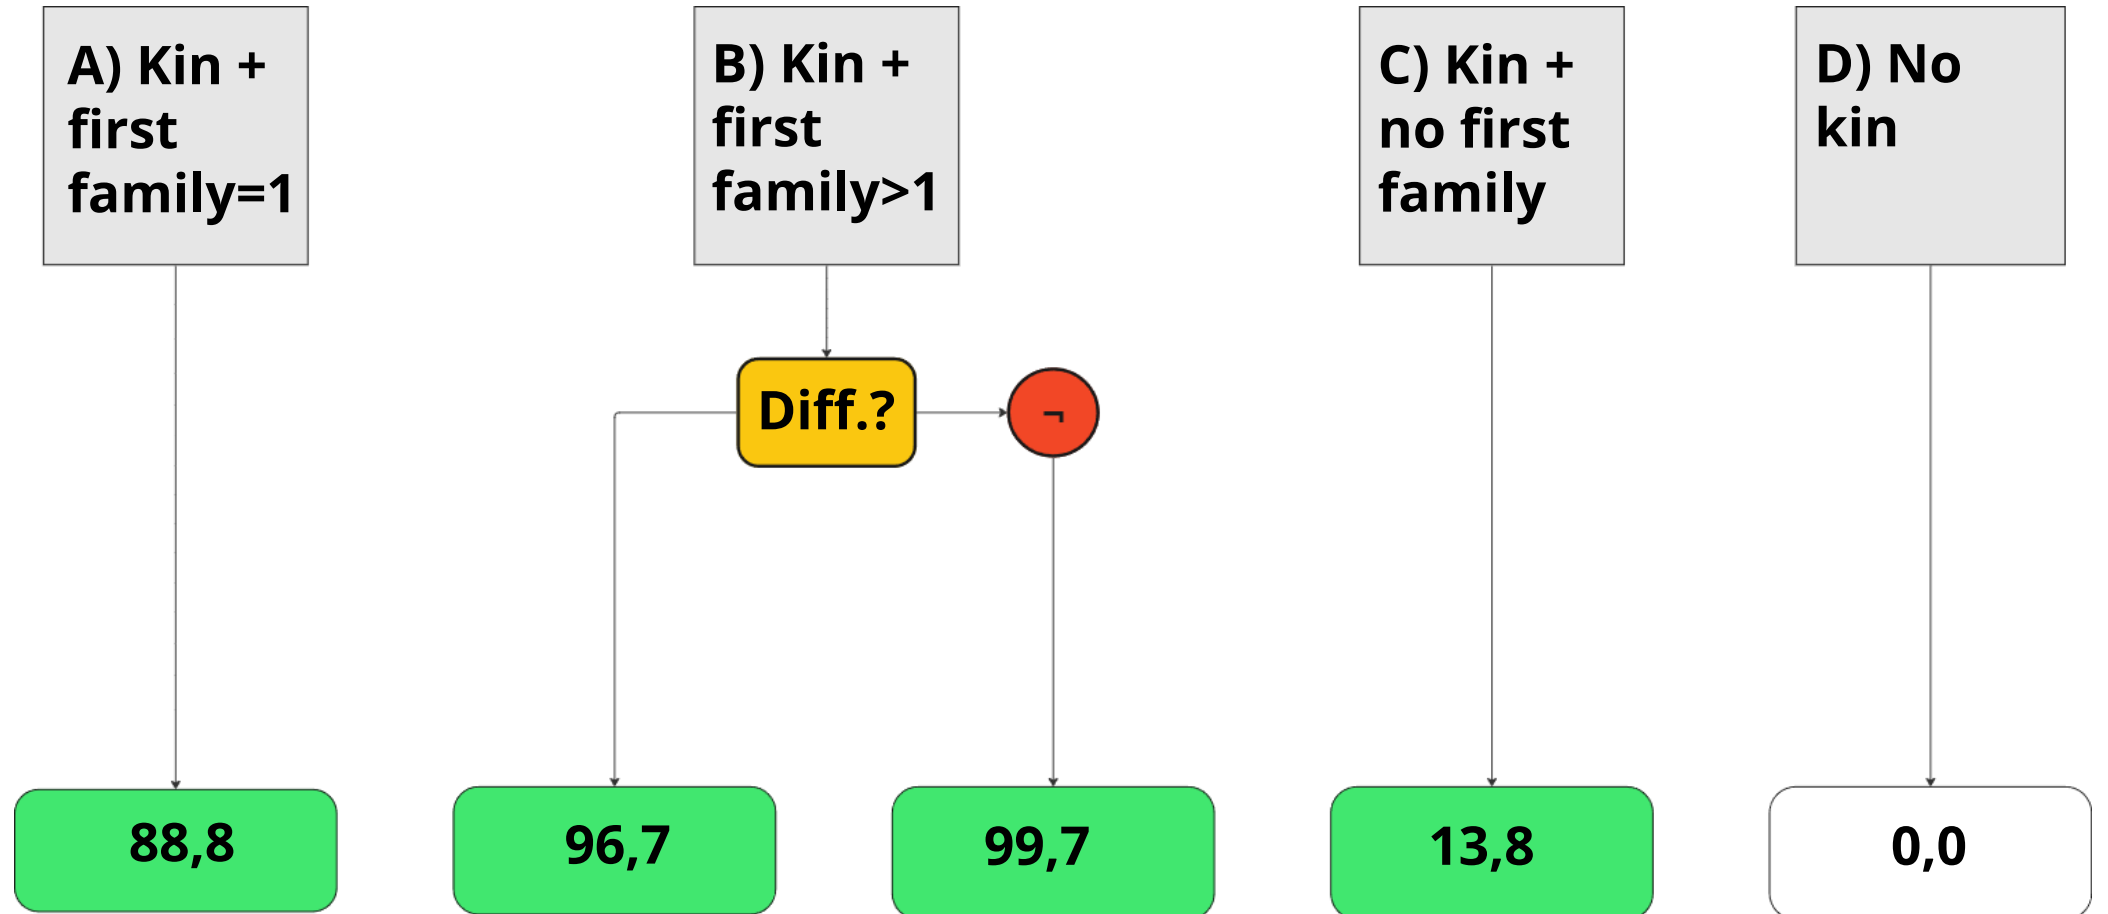 A) Kin +
first
family=1
B) Kin +
first
family>1
C) Kin +
no first
family
D) No
kin
Diff.?
¬
88,8
96,7
99,7
13,8
0,0